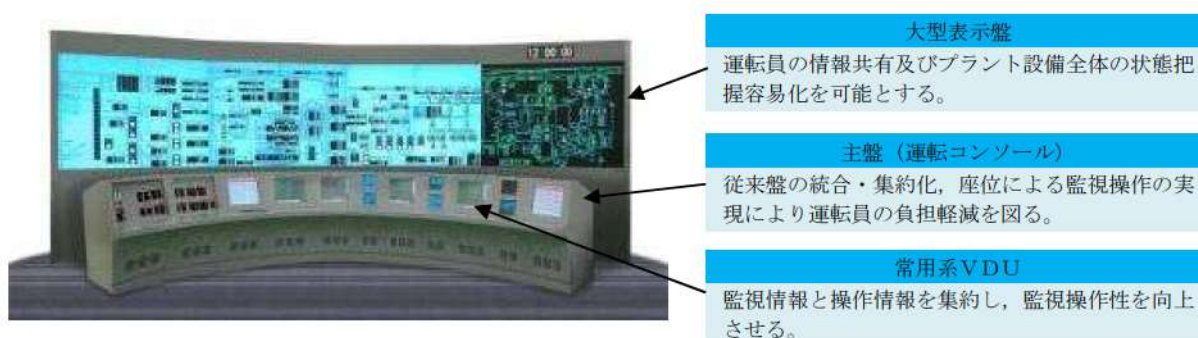 12:00:00
大型表示盤
運転員の情報共有及びプラント設備全体の状態把
握容易化を可能とする。
主盤（運転コンソール）
従来盤の統合・集約化，座位による監視操作の実
現により運転員の負担軽減を図る。
常用系ＶＤＵ
監視情報と操作情報を集約し，監視操作性を向上
させる。